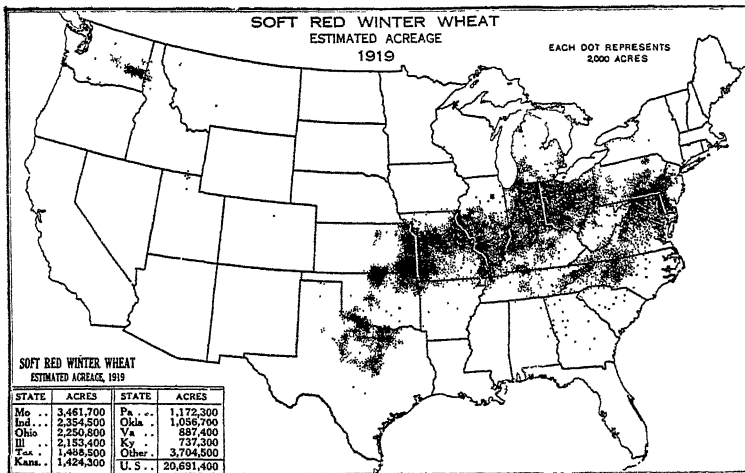 SOFT RED WINTER WHEAT
ESTIMATED ACREAGE
1919
EACH DOT REPRESENTS
2,000 ACRES
SOFT RED WINTER WHEAT
ESTIMATED ACREAGE, 1919
STATE ACRES STATE ACRES
Mo .. 3,461,700 Pa . .. 1,172,300
Ind... 2,354,500 Okla . 1,056,700
Ohio 2,250,800 Va .. 887,400
Ill .. 2,153,400 Ky . 737,300
Tex . 1,488,500 Other. 3,704,500
Kans.. 1,424,300 U. S.. 20,691,400